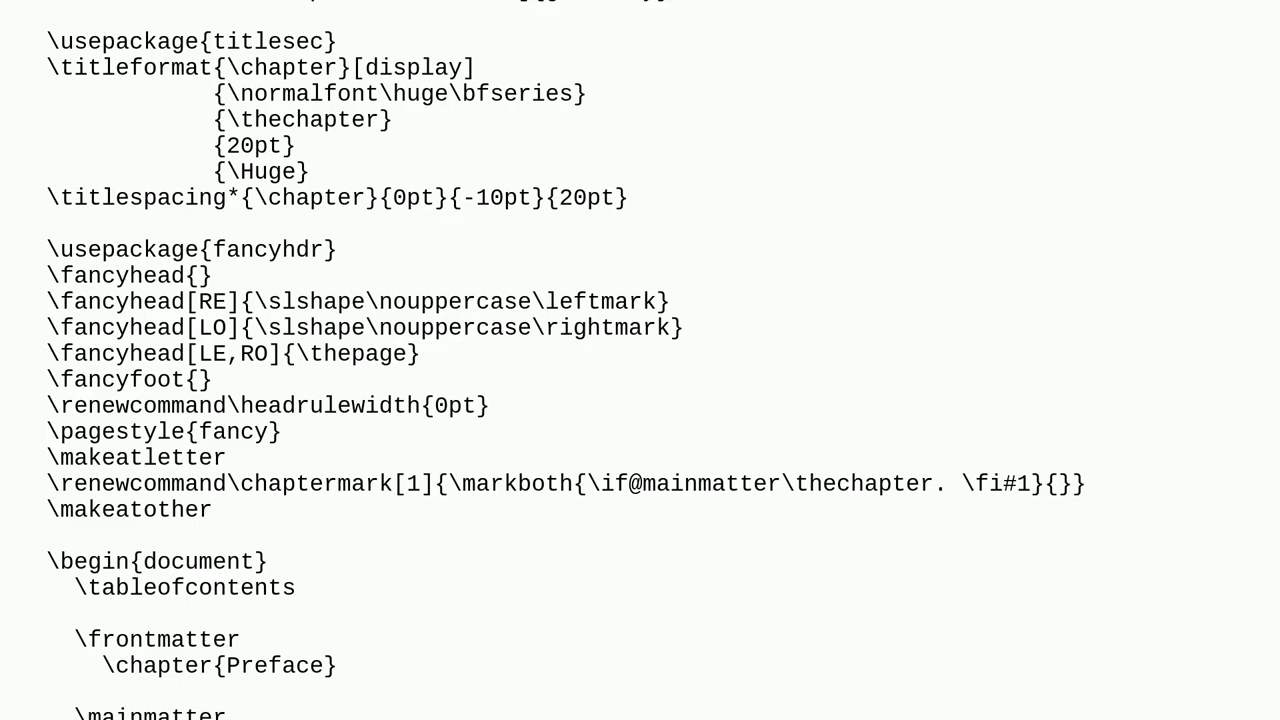 \usepackage{titlesec}
\titleformat{\chapter}[display]
            {\normalfont\huge\bfseries}
            {\thechapter}
            {20pt}
            {\Huge}
\titlespacing*{\chapter}{0pt}{-10pt}{20pt}

\usepackage{fancyhdr}
\fancyhead{}
\fancyhead[RE]{\slshape\nouppercase\leftmark}
\fancyhead[LO]{\slshape\nouppercase\rightmark}
\fancyhead[LE,RO]{\thepage}
\fancyfoot{}
\renewcommand\headrulewidth{0pt}
\pagestyle{fancy}
\makeatletter
\renewcommand\chaptermark[1]{\markboth{\if@mainmatter\thechapter. \fi#1}{}}
\makeatother

\begin{document}
  \tableofcontents

  \frontmatter
    \chapter{Preface}

  \mainmatter